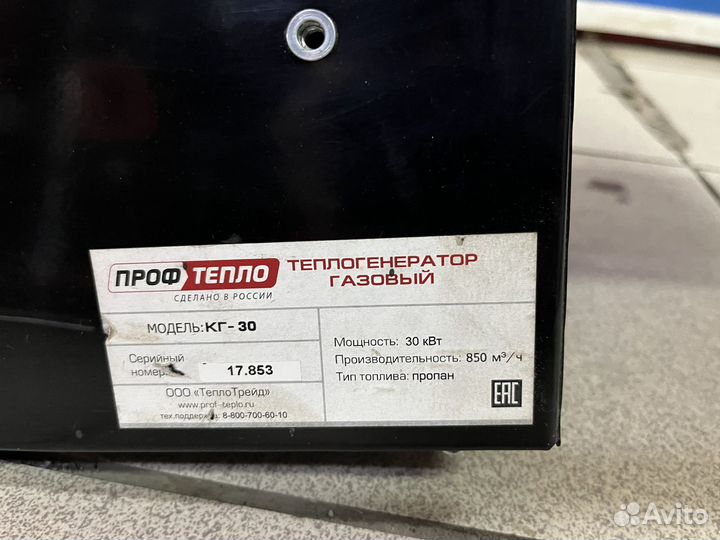 ПРОФ ТЕПЛО
СДЕЛАНО В РОССИИ
ТЕПЛОГЕНЕРАТОР
ГАЗОВЫЙ
МОДЕЛЬ: КГ-30
Серийный
номер:
17.853
ООО «ТеплоТрейд»
www.prof-teplo.ru
тех.поддержка: 8-800-700-60-10
Мощность: 30 кВт
Производительность: 850 м³/ч
Тип топлива: пропан
EAC
Avito